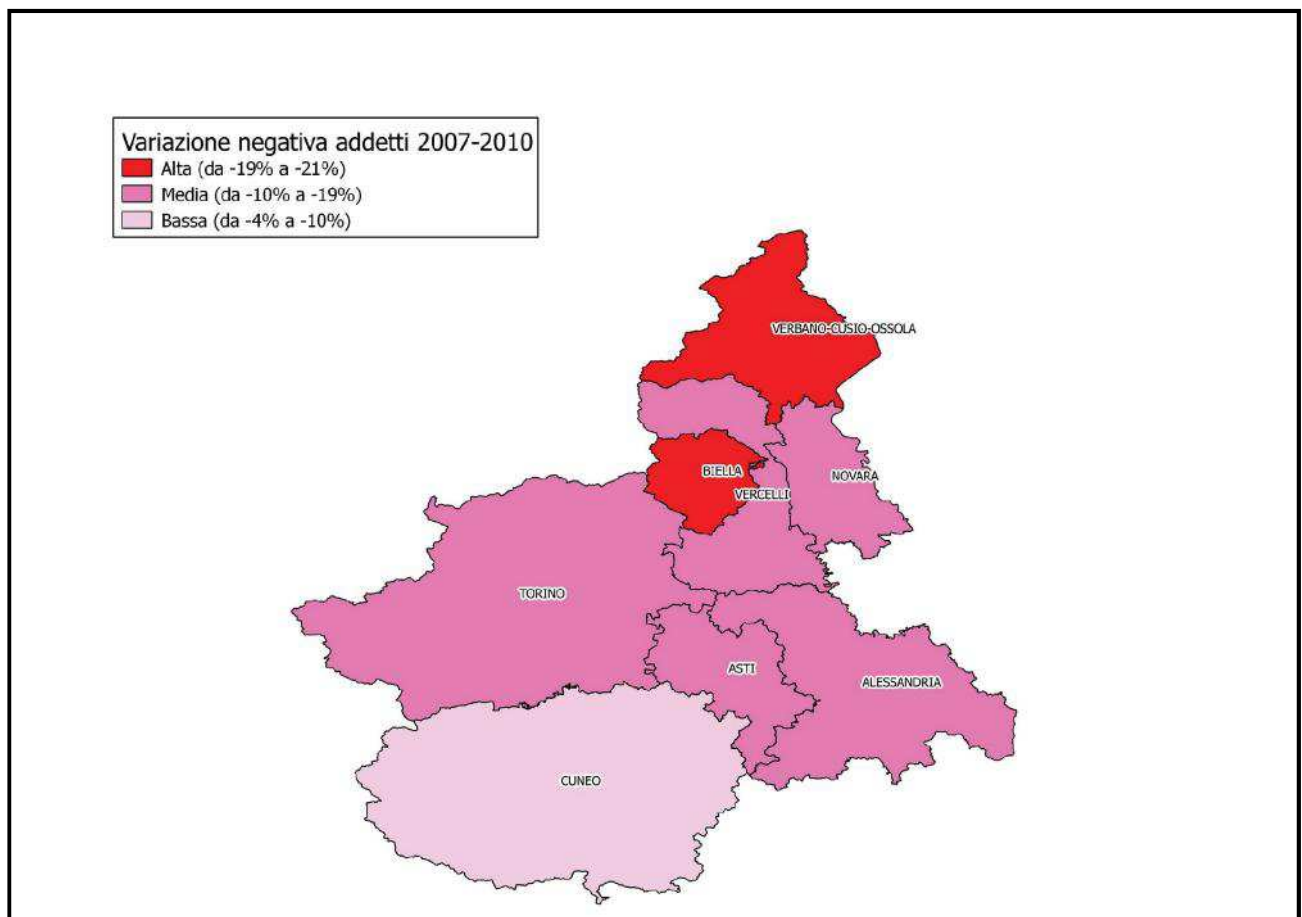 Variazione negativa addetti 2007-2010
Alta (da -19% a -21%)
Media (da -10% a -19%)
Bassa (da -4% a -10%)
VERBANO-CUSIO-OSSOLA
BIELLA
NOVARA
VERCELLI
TORINO
ASTI
ALESSANDRIA
CUNEO